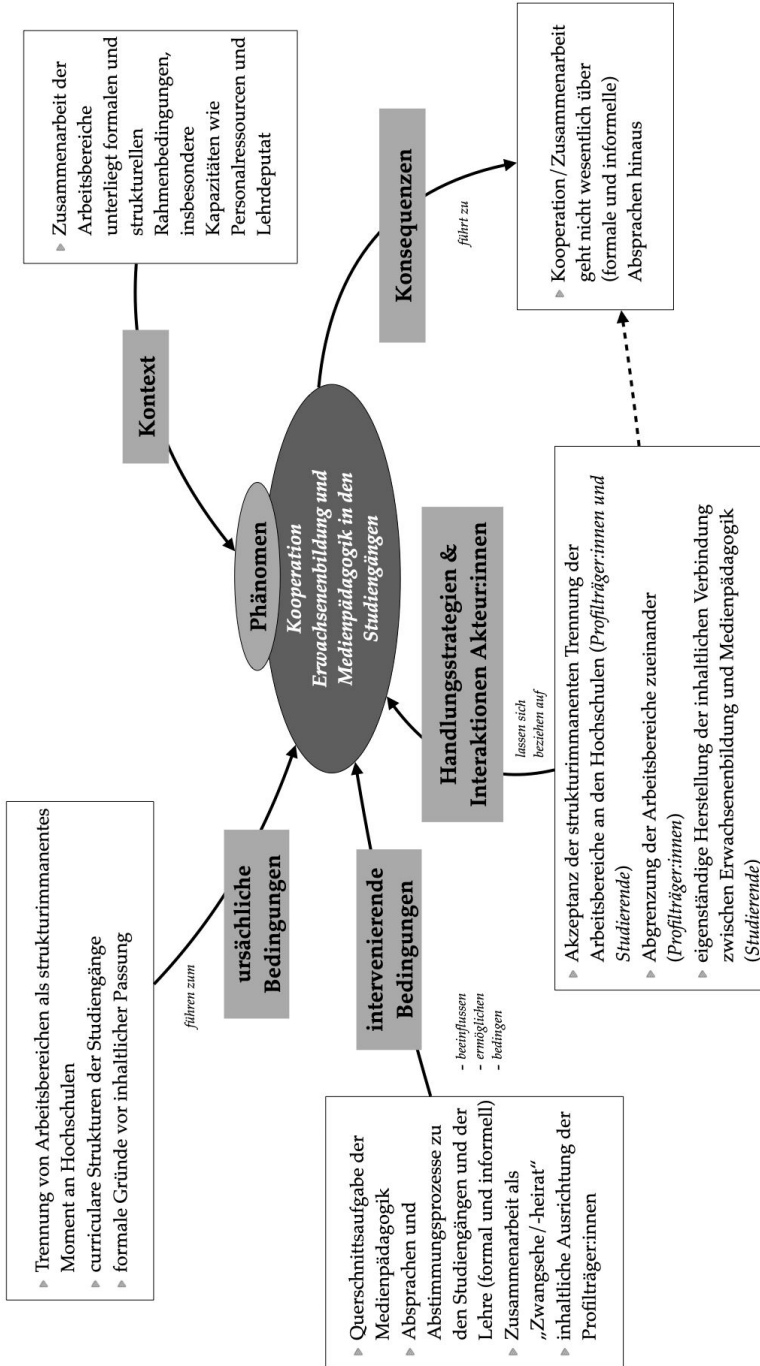 Trennung von Arbeitsbereichen als strukturimmanentes
Moment an Hochschulen
curriculare Strukturen der Studiengänge
formale Gründe vor inhaltlicher Passung
führen zum
ursächliche
Bedingungen
Zusammenarbeit der
Arbeitsbereiche
unterliegt formalen und
strukturellen
Rahmenbedingungen,
insbesondere
Kapazitäten wie
Personalressourcen und
Lehrdeputat
Kontext
Phänomen
Kooperation
Erwachsenenbildung und
Medienpädagogik in den
Studiengängen
Querschnittsaufgabe der
Medienpädagogik
Absprachen und
Abstimmungsprozesse zu
den Studiengängen und der
Lehre (formal und informell)
Zusammenarbeit als
„Zwangsehe/-heirat“
inhaltliche Ausrichtung der
Profilträger:innen
- beeinflussen
- ermöglichen
- bedingen
intervenierende
Bedingungen
Handlungsstrategien &
Interaktionen Akteur:innen
lassen sich
beziehen auf
Akzeptanz der strukturimmanenten Trennung der
Arbeitsbereiche an den Hochschulen (Profilträger:innen und
Studierende)
Abgrenzung der Arbeitsbereiche zueinander
(Profilträger:innen)
eigenständige Herstellung der inhaltlichen Verbindung
zwischen Erwachsenenbildung und Medienpädagogik
(Studierende)
Konsequenzen
führt zu
Kooperation/Zusammenarbeit
geht nicht wesentlich über
(formale und informelle)
Absprachen hinaus